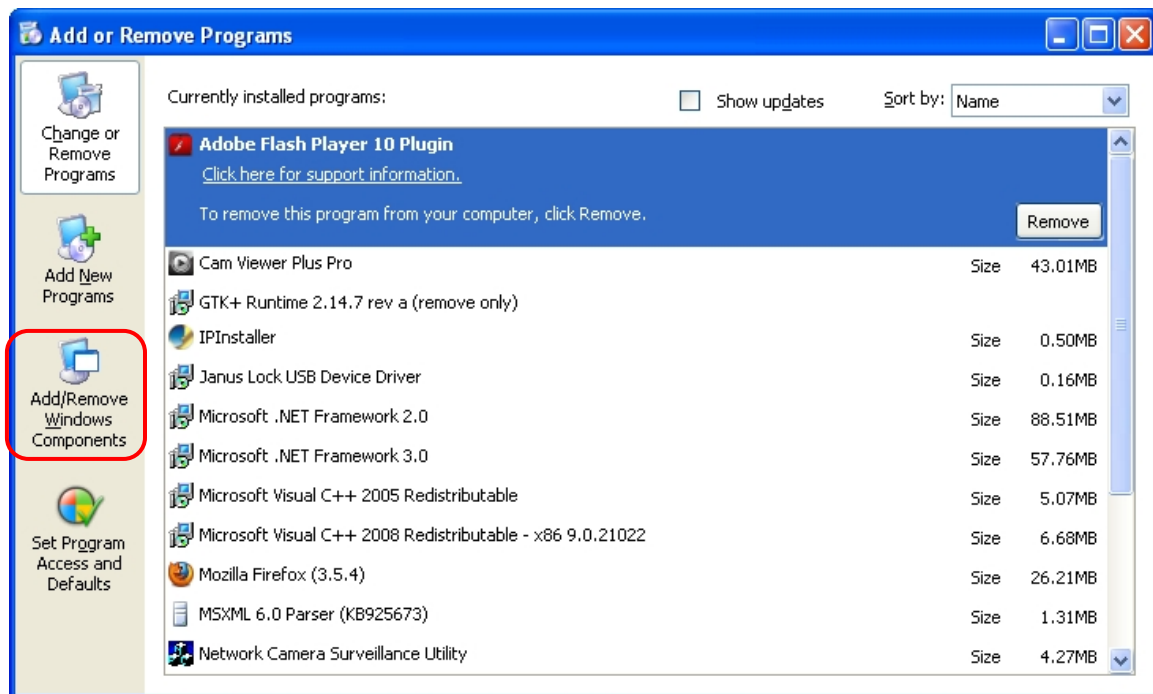 Add or Remove Programs
Change or
Remove
Programs
Add New
Programs
Add/Remove
Windows
Components
Set Program
Access and
Defaults
Currently installed programs:
Show updates
Sort by: Name
Adobe Flash Player 10 Plugin
Click here for support information.
To remove this program from your computer, click Remove.
Remove
Cam Viewer Plus Pro Size 43.01MB
GTK+ Runtime 2.14.7 rev a (remove only)
IPInstaller Size 0.50MB
Janus Lock USB Device Driver Size 0.16MB
Microsoft .NET Framework 2.0 Size 88.51MB
Microsoft .NET Framework 3.0 Size 57.76MB
Microsoft Visual C++ 2005 Redistributable Size 5.07MB
Microsoft Visual C++ 2008 Redistributable - x86 9.0.21022 Size 6.68MB
Mozilla Firefox (3.5.4) Size 26.21MB
MSXML 6.0 Parser (KB925673) Size 1.31MB
Network Camera Surveillance Utility Size 4.27MB